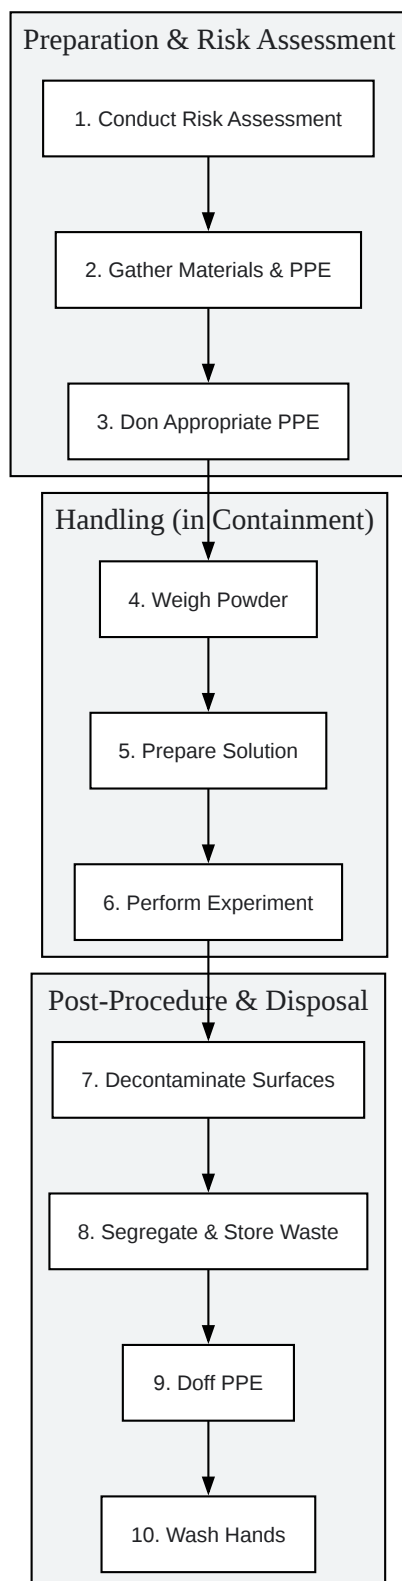 Preparation & Risk Assessment
1. Conduct Risk Assessment
2. Gather Materials & PPE
3. Don Appropriate PPE
Handling (in Containment)
4. Weigh Powder
5. Prepare Solution
6. Perform Experiment
Post-Procedure & Disposal
7. Decontaminate Surfaces
8. Segregate & Store Waste
9. Doff PPE
10. Wash Hands